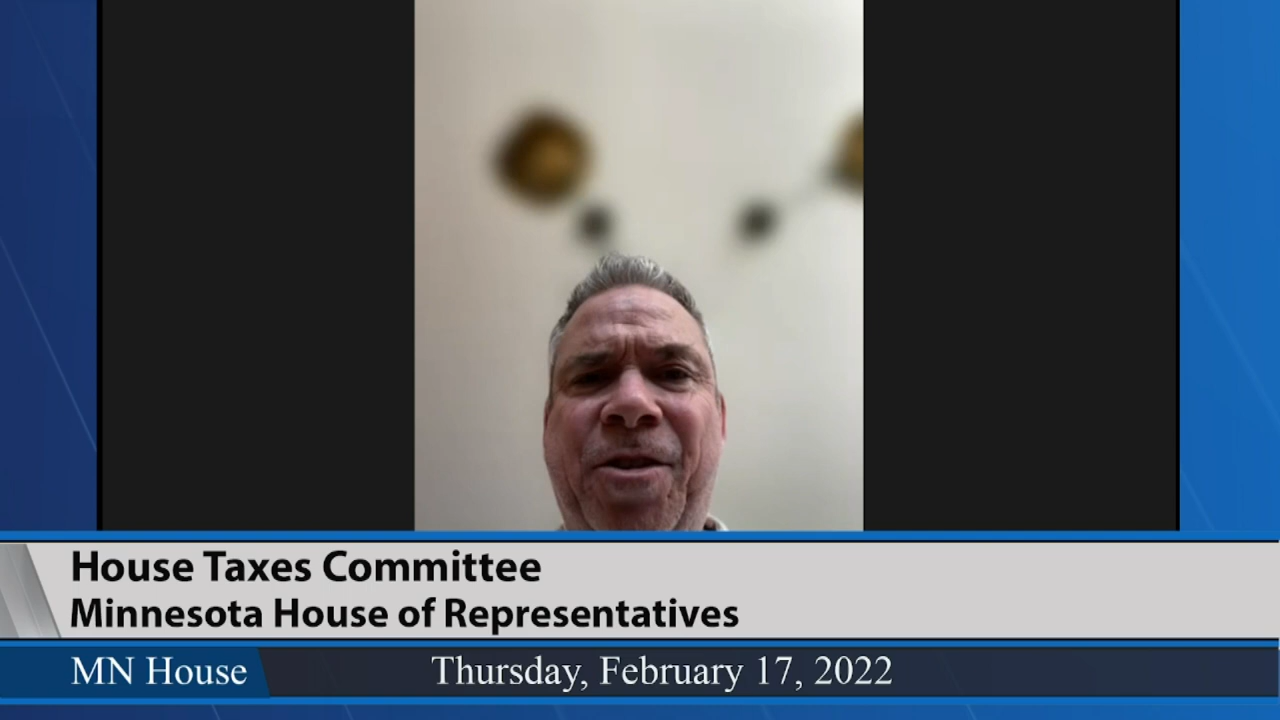 House Taxes Committee
Minnesota House of Representatives
MN House Thursday, February 17, 2022